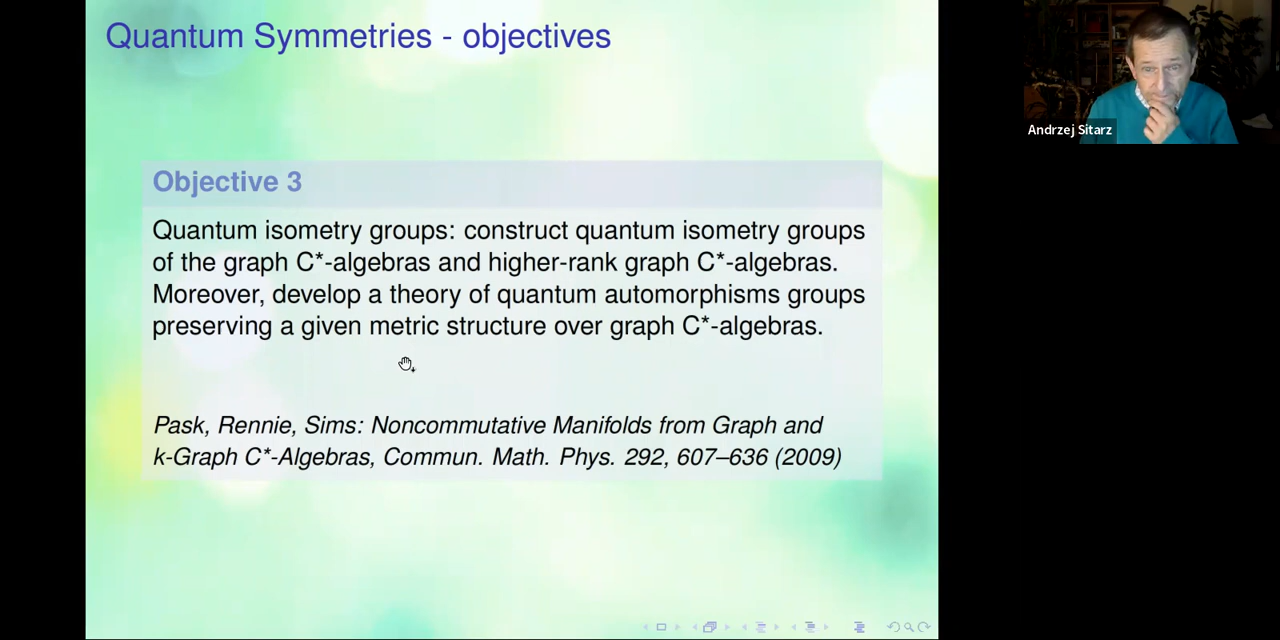 Quantum Symmetries - objectives
Andrzej Sitarz
Objective 3
Quantum isometry groups: construct quantum isometry groups
of the graph C*-algebras and higher-rank graph C*-algebras.
Moreover, develop a theory of quantum automorphisms groups
preserving a given metric structure over graph C*-algebras.
Pask, Rennie, Sims: Noncommutative Manifolds from Graph and
k-Graph C*-Algebras, Commun. Math. Phys. 292, 607–636 (2009)